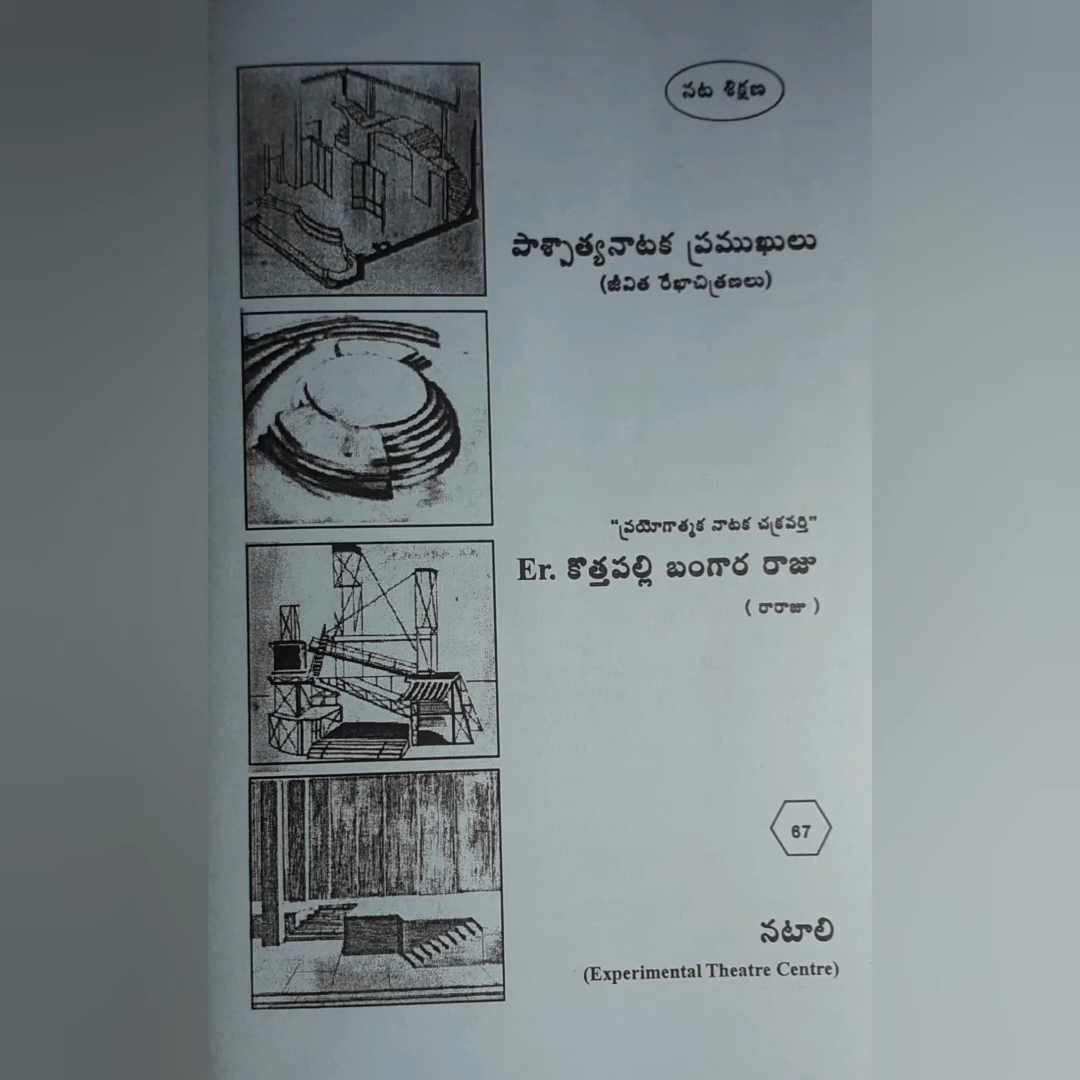 నట శిక్షణ
పాశ్చాత్యనాటక ప్రముఖులు
(జీవిత రేఖాచిత్రణలు)
“ప్రయోగాత్మక నాటక చక్రవర్తి”
Er. కొత్తపల్లి బంగార రాజు
( రారాజు )
67
నటాలి
(Experimental Theatre Centre)